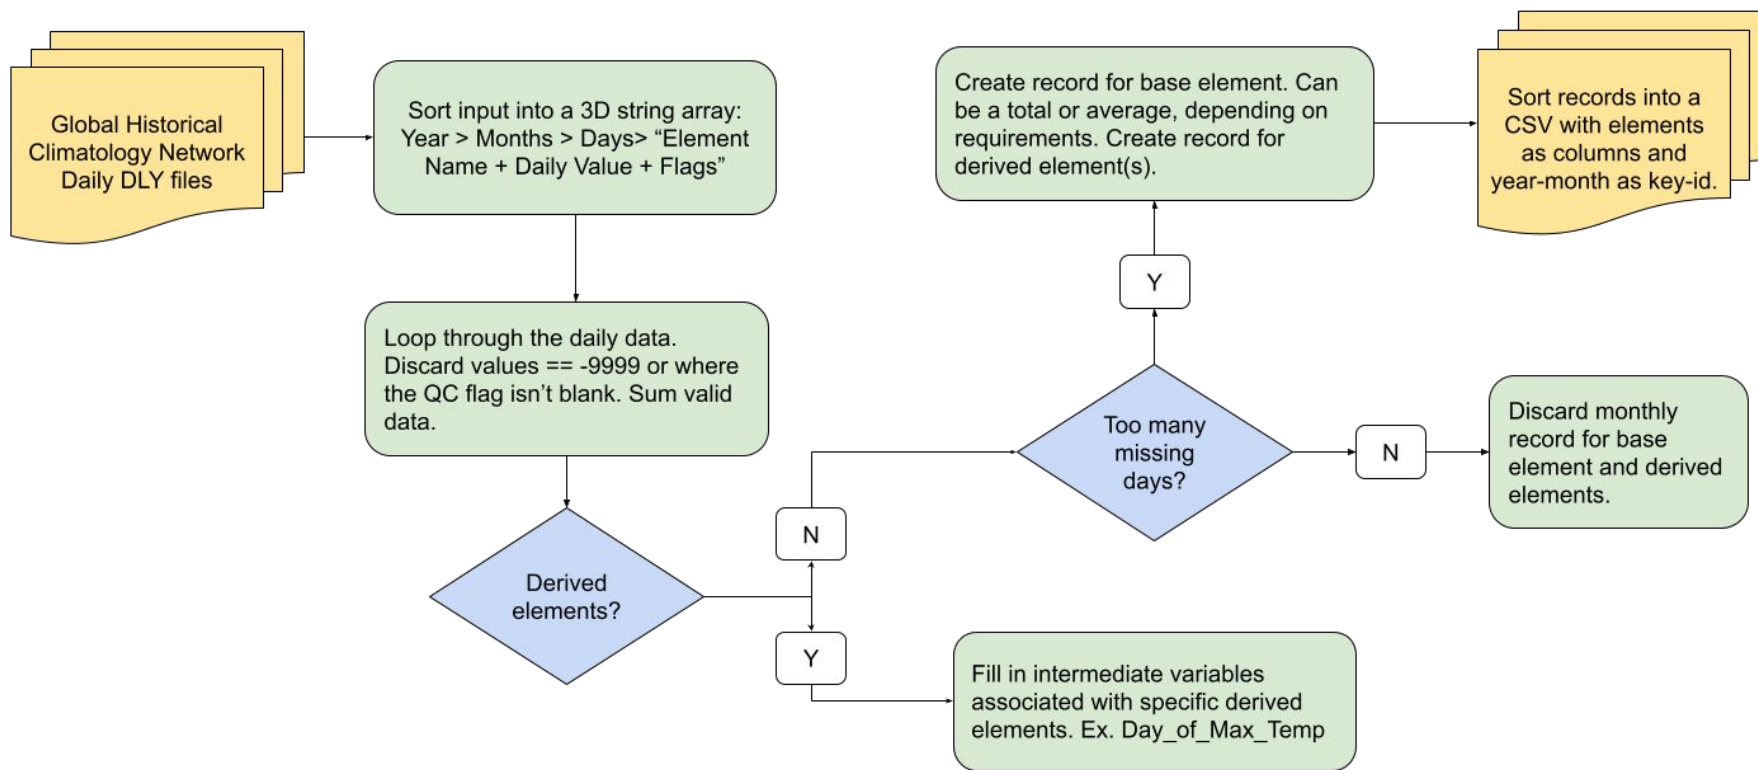 Global Historical
Climatology Network
Daily DLY files
Sort input into a 3D string array:
Year > Months > Days> “Element
Name + Daily Value + Flags”
Loop through the daily data.
Discard values == -9999 or where
the QC flag isn’t blank. Sum valid
data.
Derived
elements?
N
Y
Fill in intermediate variables
associated with specific derived
elements. Ex. Day_of_Max_Temp
Too many
missing
days?
Y
N
Create record for base element. Can
be a total or average, depending on
requirements. Create record for
derived element(s).
Discard monthly
record for base
element and derived
elements.
Sort records into a
CSV with elements
as columns and
year-month as key-id.